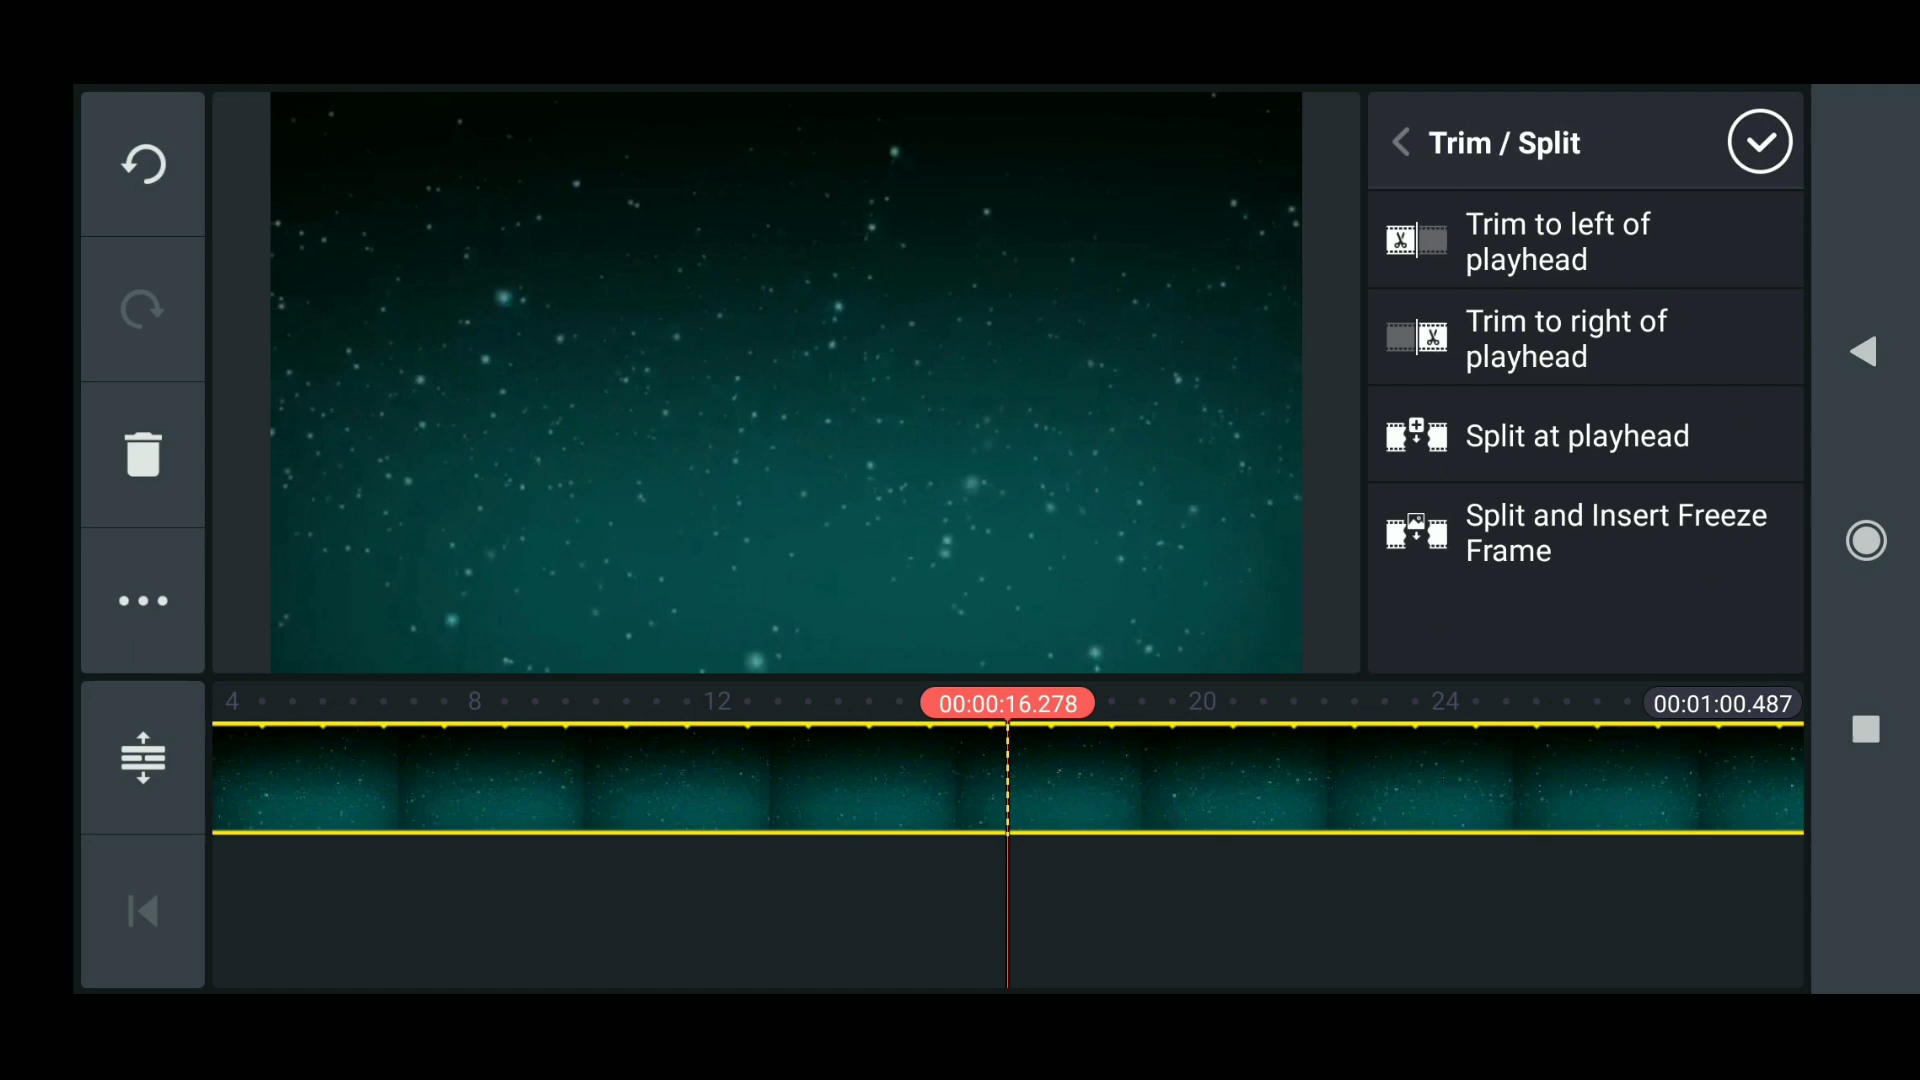 Trim / Split
Trim to left of
playhead
Trim to right of
playhead
Split at playhead
Split and Insert Freeze
Frame
4 8 12 00:00:16.278 20 24 00:01:00.487